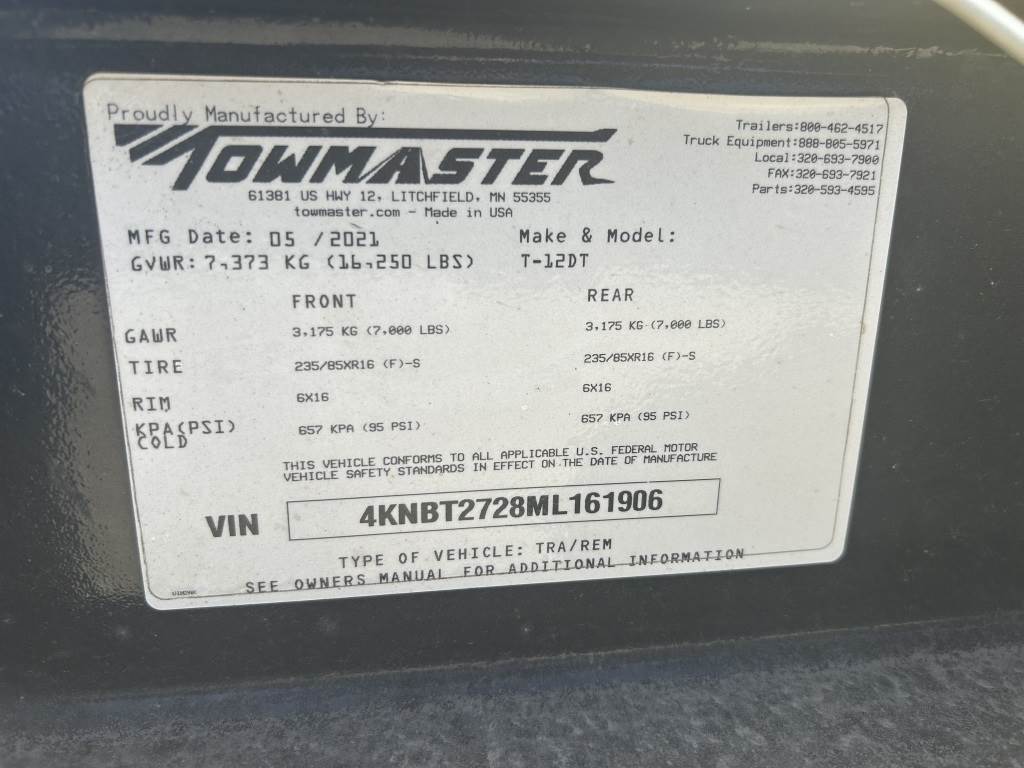 Proudly Manufactured By:
TOWMASTER
61381 US HWY 12, LITCHFIELD, MN 55355
towmaster.com - Made in USA
Trailers:800-462-4517
Truck Equipment:888-805-5971
Local:320-693-7900
FAX:320-693-7921
Parts:320-593-4595
MFG Date: 05 /2021 Make & Model:
GVWR: 7,373 KG (16,250 LBS) T-12DT
FRONT REAR
GAWR 3,175 KG (7,000 LBS) 3,175 KG (7,000 LBS)
TIRE 235/85XR16 (F)-S 235/85XR16 (F)-S
RIM 6X16 6X16
KPA(PSI) 657 KPA (95 PSI) 657 KPA (95 PSI)
COLD
THIS VEHICLE CONFORMS TO ALL APPLICABLE U.S. FEDERAL MOTOR
VEHICLE SAFETY STANDARDS IN EFFECT ON THE DATE OF MANUFACTURE
VIN 4KNBT2728ML161906
TYPE OF VEHICLE: TRA/REM
SEE OWNERS MANUAL FOR ADDITIONAL INFORMATION